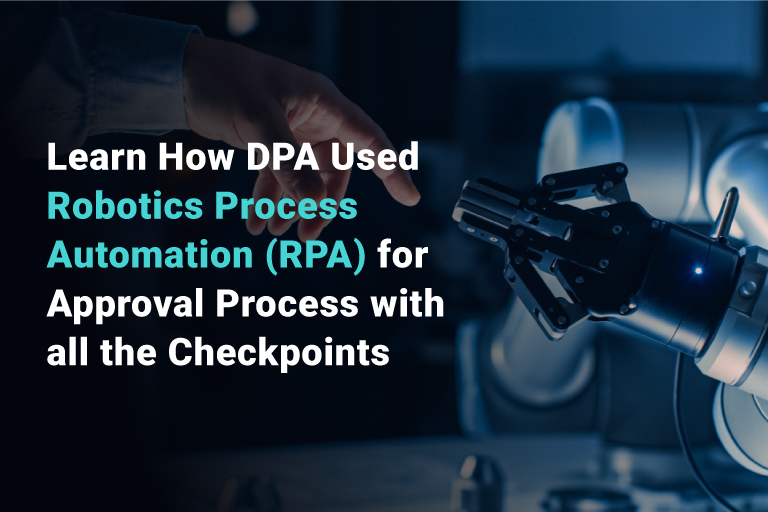 Learn How DPA Used
Robotics Process
Automation (RPA) for
Approval Process with
all the Checkpoints